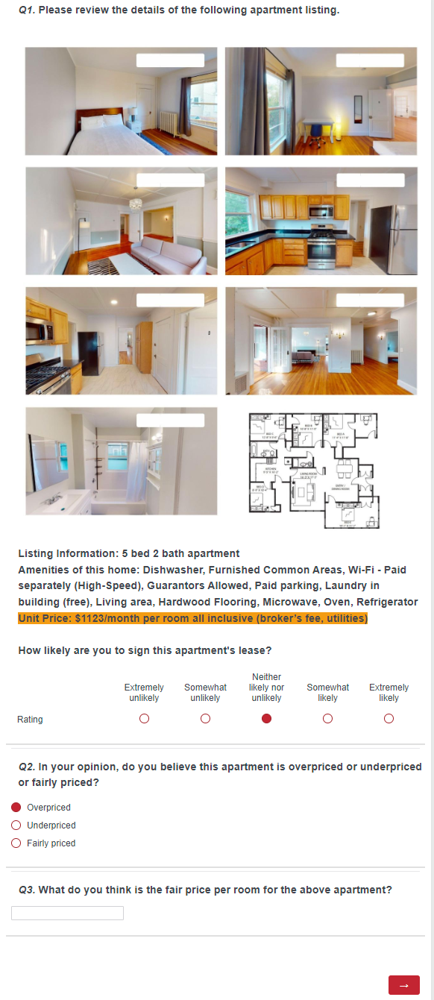 Q1. Please review the details of the following apartment listing.
KITCHEN
LIVING ROOM
ENTRY /
DINING ROOM
Listing Information: 5 bed 2 bath apartment
Amenities of this home: Dishwasher, Furnished Common Areas, Wi-Fi - Paid
separately (High-Speed), Guarantors Allowed, Paid parking, Laundry in
building (free), Living area, Hardwood Flooring, Microwave, Oven, Refrigerator
Unit Price: $1123/month per room all inclusive (broker's fee, utilities)
How likely are you to sign this apartment's lease?
Extremely unlikely
Somewhat unlikely
Neither likely nor unlikely
Somewhat likely
Extremely likely
Rating
Q2. In your opinion, do you believe this apartment is overpriced or underpriced
or fairly priced?
Overpriced
Underpriced
Fairly priced
Q3. What do you think is the fair price per room for the above apartment?
→